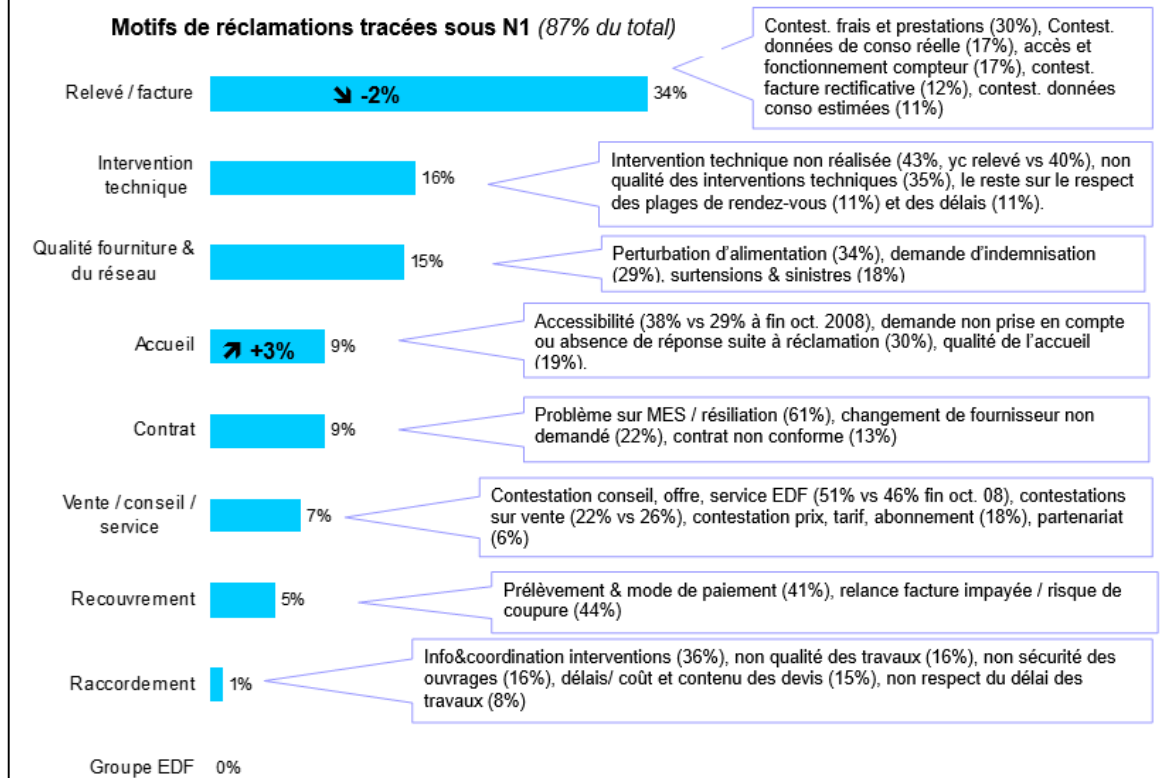 Motifs de réclamations tracées sous N1 (87% du total)
Relevé / facture
➘ -2%
34%
Contest. frais et prestations (30%), Contest.
données de conso réelle (17%), accès et
fonctionnement compteur (17%), contest.
facture rectificative (12%), contest. données
conso estimées (11%)
Intervention
technique
16%
Intervention technique non réalisée (43%, yc relevé vs 40%), non
qualité des interventions techniques (35%), le reste sur le respect
des plages de rendez-vous (11%) et des délais (11%).
Qualité fourniture &
du réseau
15%
Perturbation d'alimentation (34%), demande d'indemnisation
(29%), surtensions & sinistres (18%)
Accueil
➚ +3%
9%
Accessibilité (38% vs 29% à fin oct. 2008), demande non prise en compte
ou absence de réponse suite à réclamation (30%), qualité de l'accueil
(19%).
Contrat
9%
Problème sur MES / résiliation (61%), changement de fournisseur non
demandé (22%), contrat non conforme (13%)
Vente / conseil /
service
7%
Contestation conseil, offre, service EDF (51% vs 46% fin oct. 08), contestations
sur vente (22% vs 26%), contestation prix, tarif, abonnement (18%), partenariat
(6%)
Recouvrement
5%
Prélèvement & mode de paiement (41%), relance facture impayée / risque de
coupure (44%)
Raccordement
1%
Info&coordination interventions (36%), non qualité des travaux (16%), non sécurité des
ouvrages (16%), délais/ coût et contenu des devis (15%), non respect du délai des
travaux (8%)
Groupe EDF
0%